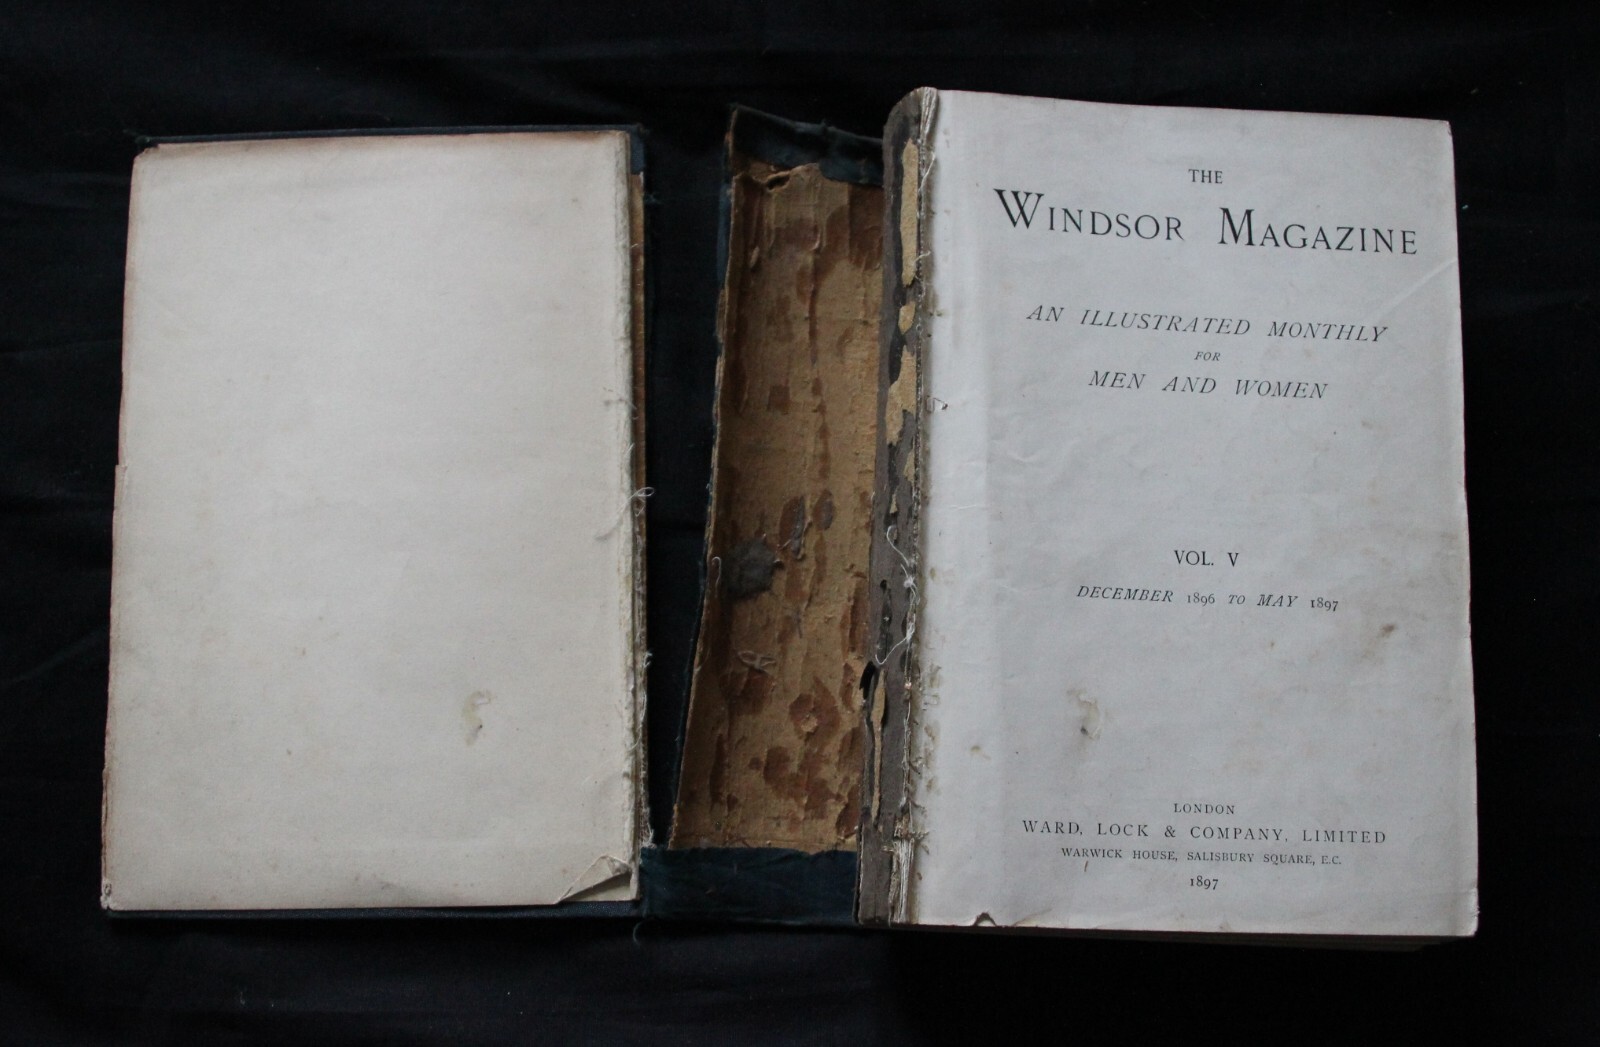 THE
WINDSOR MAGAZINE
AN ILLUSTRATED MONTHLY
FOR
MEN AND WOMEN
VOL. V
DECEMBER 1896 TO MAY 1897
LONDON
WARD, LOCK & COMPANY, LIMITED
WARWICK HOUSE, SALISBURY SQUARE, E.C.
1897